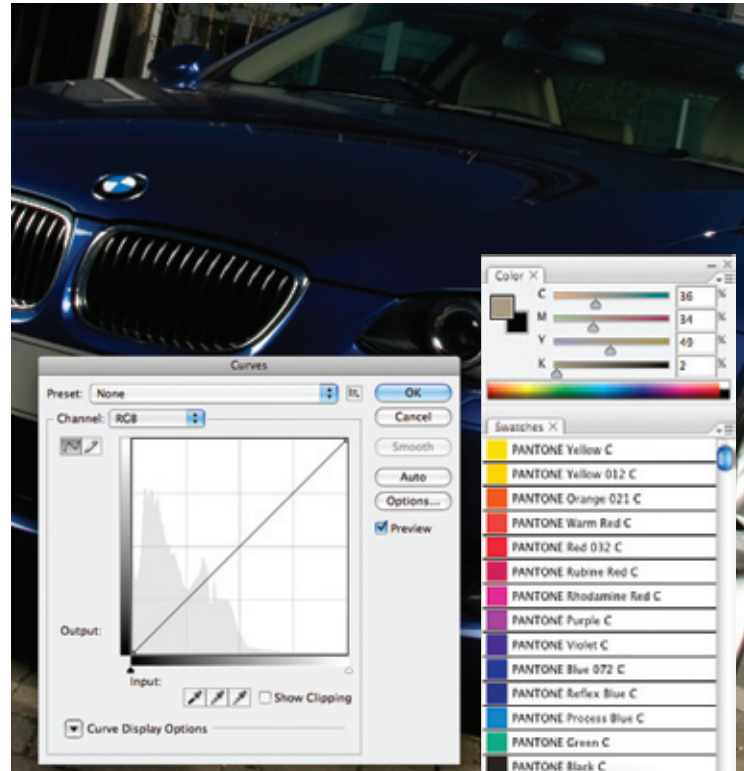 Color
C 36 %
M 34 %
Y 49 %
K 2 %
Curves
Preset: None
OK
Channel: RGB
Cancel
Smooth
Auto
Options...
Preview
Output:
Input:
Show Clipping
Curve Display Options
Swatches
PANTONE Yellow C
PANTONE Yellow 012 C
PANTONE Orange 021 C
PANTONE Warm Red C
PANTONE Red 032 C
PANTONE Rubine Red C
PANTONE Rhodamine Red C
PANTONE Purple C
PANTONE Violet C
PANTONE Blue 072 C
PANTONE Reflex Blue C
PANTONE Process Blue C
PANTONE Green C
PANTONE Black C